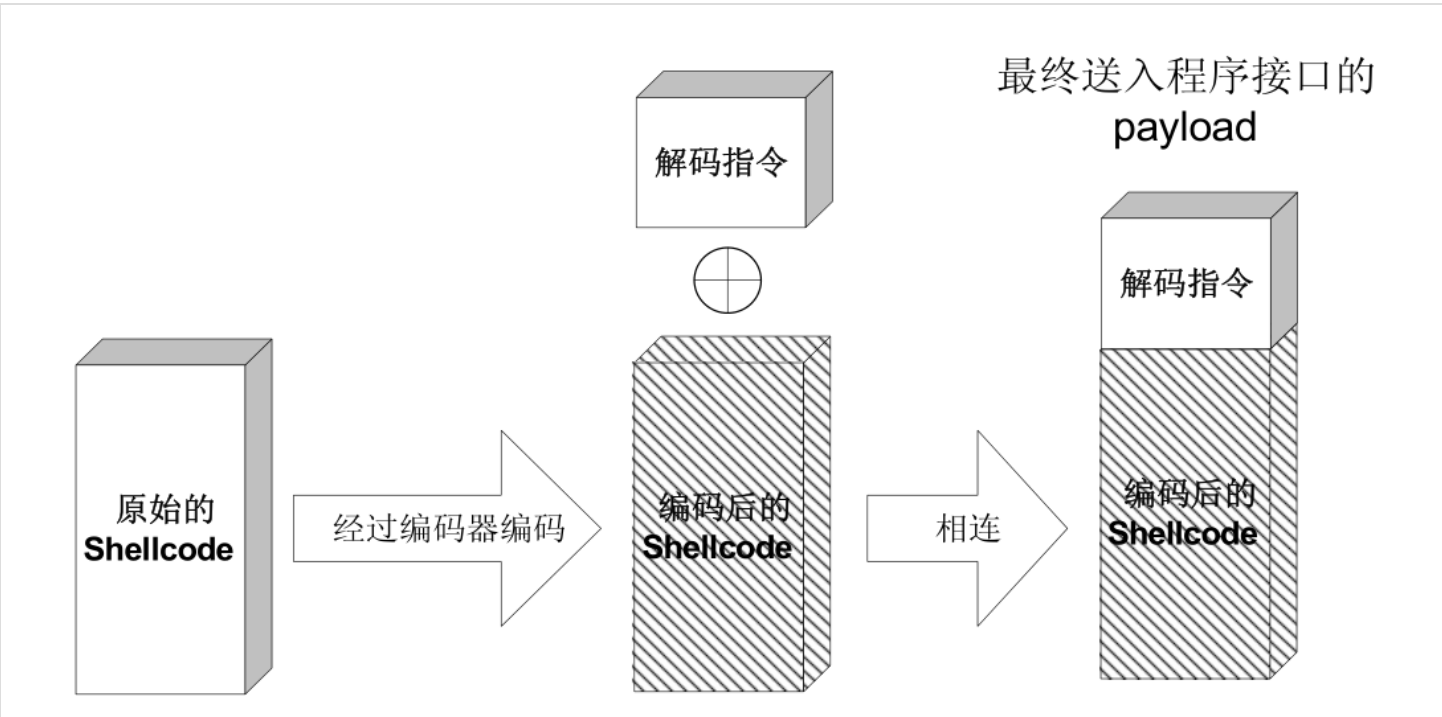 最终送入程序接口的
payload
解码指令
解码指令
原始的
Shellcode
经过编码器编码
编码后的
Shellcode
相连
编码后的
Shellcode